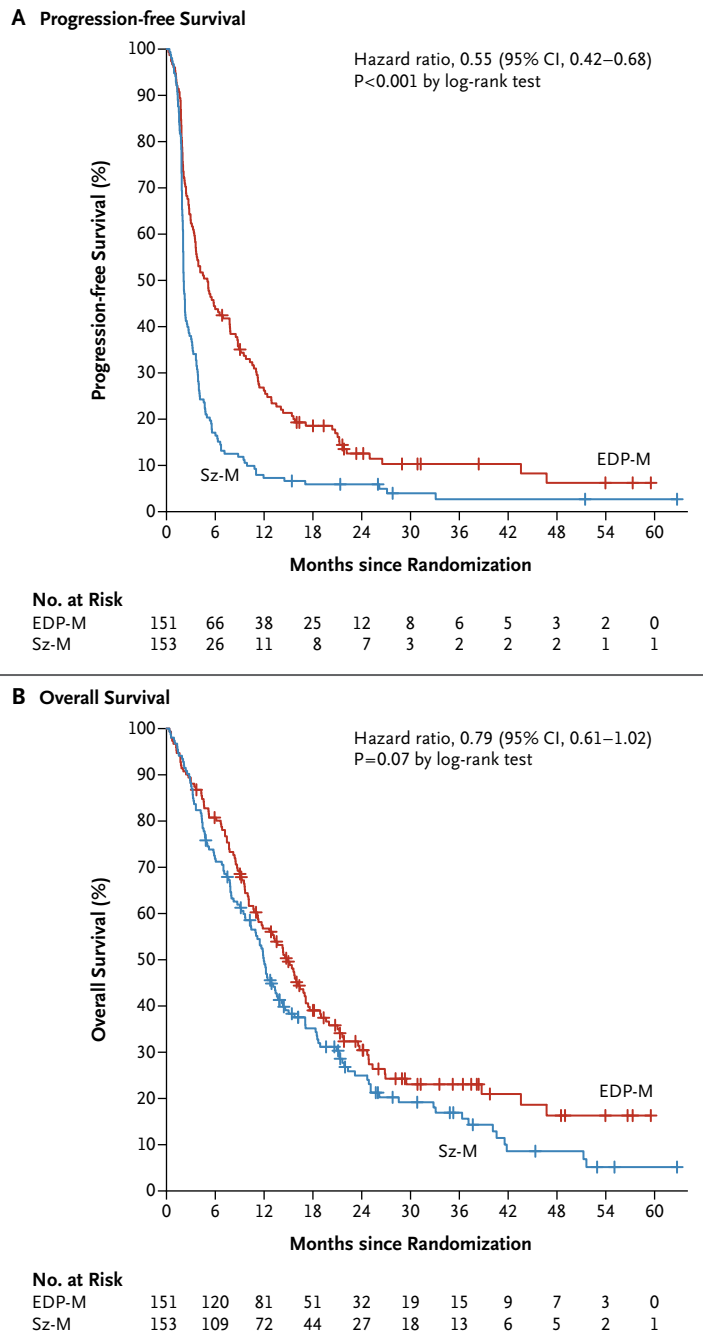 A Progression-free Survival
Hazard ratio, 0.55 (95% CI, 0.42–0.68)
P<0.001 by log-rank test
Progression-free Survival (%)
100
90
80
70
60
50
40
30
20
10
0
EDP-M
Sz-M
0 6 12 18 24 30 36 42 48 54 60
Months since Randomization
No. at Risk
EDP-M 151 66 38 25 12 8 6 5 3 2 0
Sz-M 153 26 11 8 7 3 2 2 2 1 1
B Overall Survival
Hazard ratio, 0.79 (95% CI, 0.61–1.02)
P=0.07 by log-rank test
Overall Survival (%)
100
90
80
70
60
50
40
30
20
10
0
EDP-M
Sz-M
0 6 12 18 24 30 36 42 48 54 60
Months since Randomization
No. at Risk
EDP-M 151 120 81 51 32 19 15 9 7 3 0
Sz-M 153 109 72 44 27 18 13 6 5 2 1